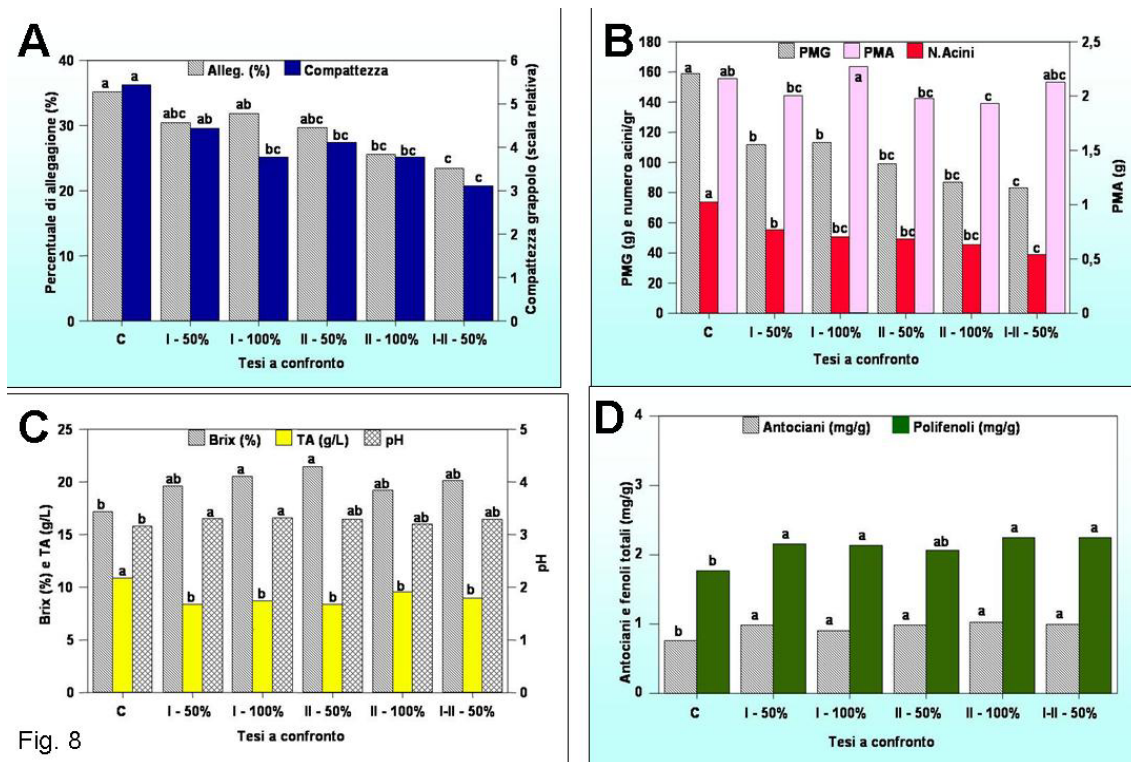 A
Alleg. (%) Compattezza
Percentuale di allegagione (%)
40
30
20
10
0
a a abc ab ab bc abc bc bc bc c c
6
5
4
3
2
1
0
Compattezza grappolo (scala relativa)
C I - 50% I - 100% II - 50% II - 100% I-II - 50%
Tesi a confronto
B
PMG PMA N.Acini
PMG (g) e numero acini/gr
180
160
140
120
100
80
60
40
20
0
a ab a b bc b b a bc bc bc bc bc c bc c abc c
2,5
2
1,5
1
0,5
0
PMA (g)
C I - 50% I - 100% II - 50% II - 100% I-II - 50%
Tesi a confronto
C
Brix (%) TA (g/L) pH
Brix (%) e TA (g/L)
25
20
15
10
5
0
b a b ab b a a b a a b ab ab b ab ab b ab
5
4
3
2
1
0
pH
C I - 50% I - 100% II - 50% II - 100% I-II - 50%
Tesi a confronto
Fig. 8
D
Antociani (mg/g) Polifenoli (mg/g)
Antociani e fenoli totali (mg/g)
4
3
2
1
0
b b a a a a a ab a a a a
C I - 50% I - 100% II - 50% II - 100% I-II - 50%
Tesi a confronto